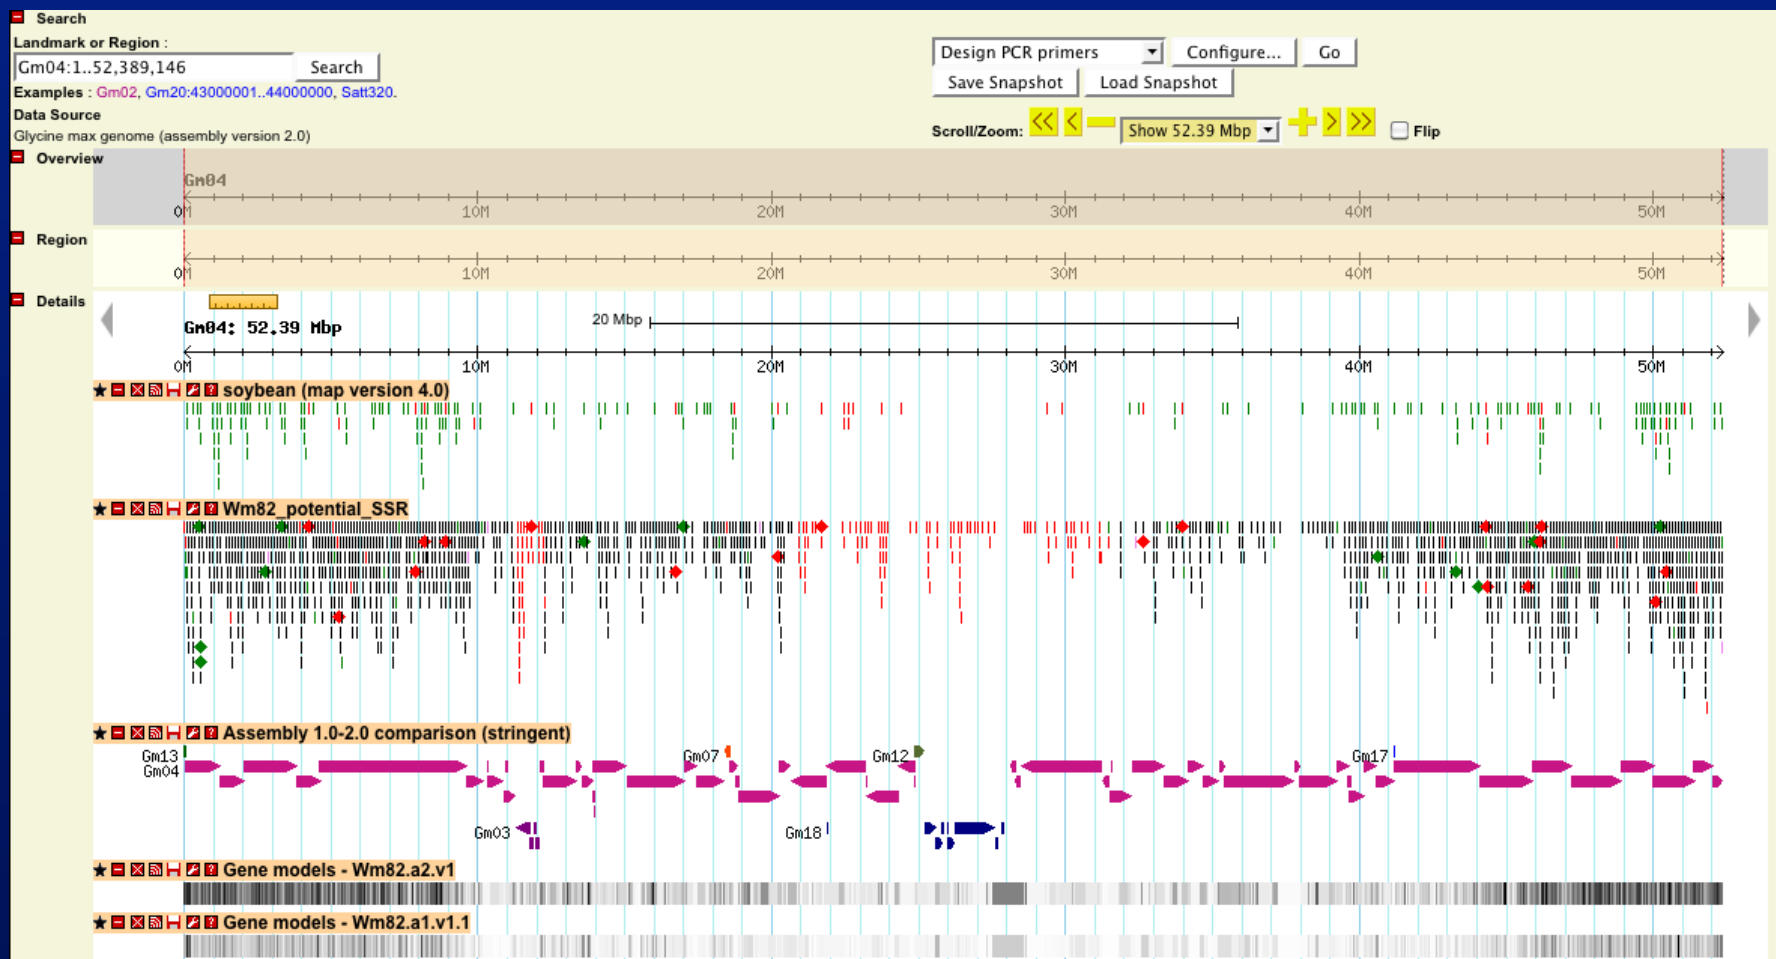 Search
Landmark or Region :
Gm04:1..52,389,146 Search
Examples : Gm02, Gm20:43000001..44000000, Satt320.
Data Source
Glycine max genome (assembly version 2.0)
Design PCR primers Configure... Go
Save Snapshot Load Snapshot
Scroll/Zoom: << < Show 52.39 Mbp > >> Flip
Overview
Gm04
0M 10M 20M 30M 40M 50M
Region
0M 10M 20M 30M 40M 50M
Details
20 Mbp
Gm04: 52.39 Mbp
0M 10M 20M 30M 40M 50M
soybean (map version 4.0)
Wm82_potential_SSR
Assembly 1.0-2.0 comparison (stringent)
Gm13 Gm07 Gm12 Gm17
Gm04
Gm03 Gm18
Gene models - Wm82.a2.v1
Gene models - Wm82.a1.v1.1